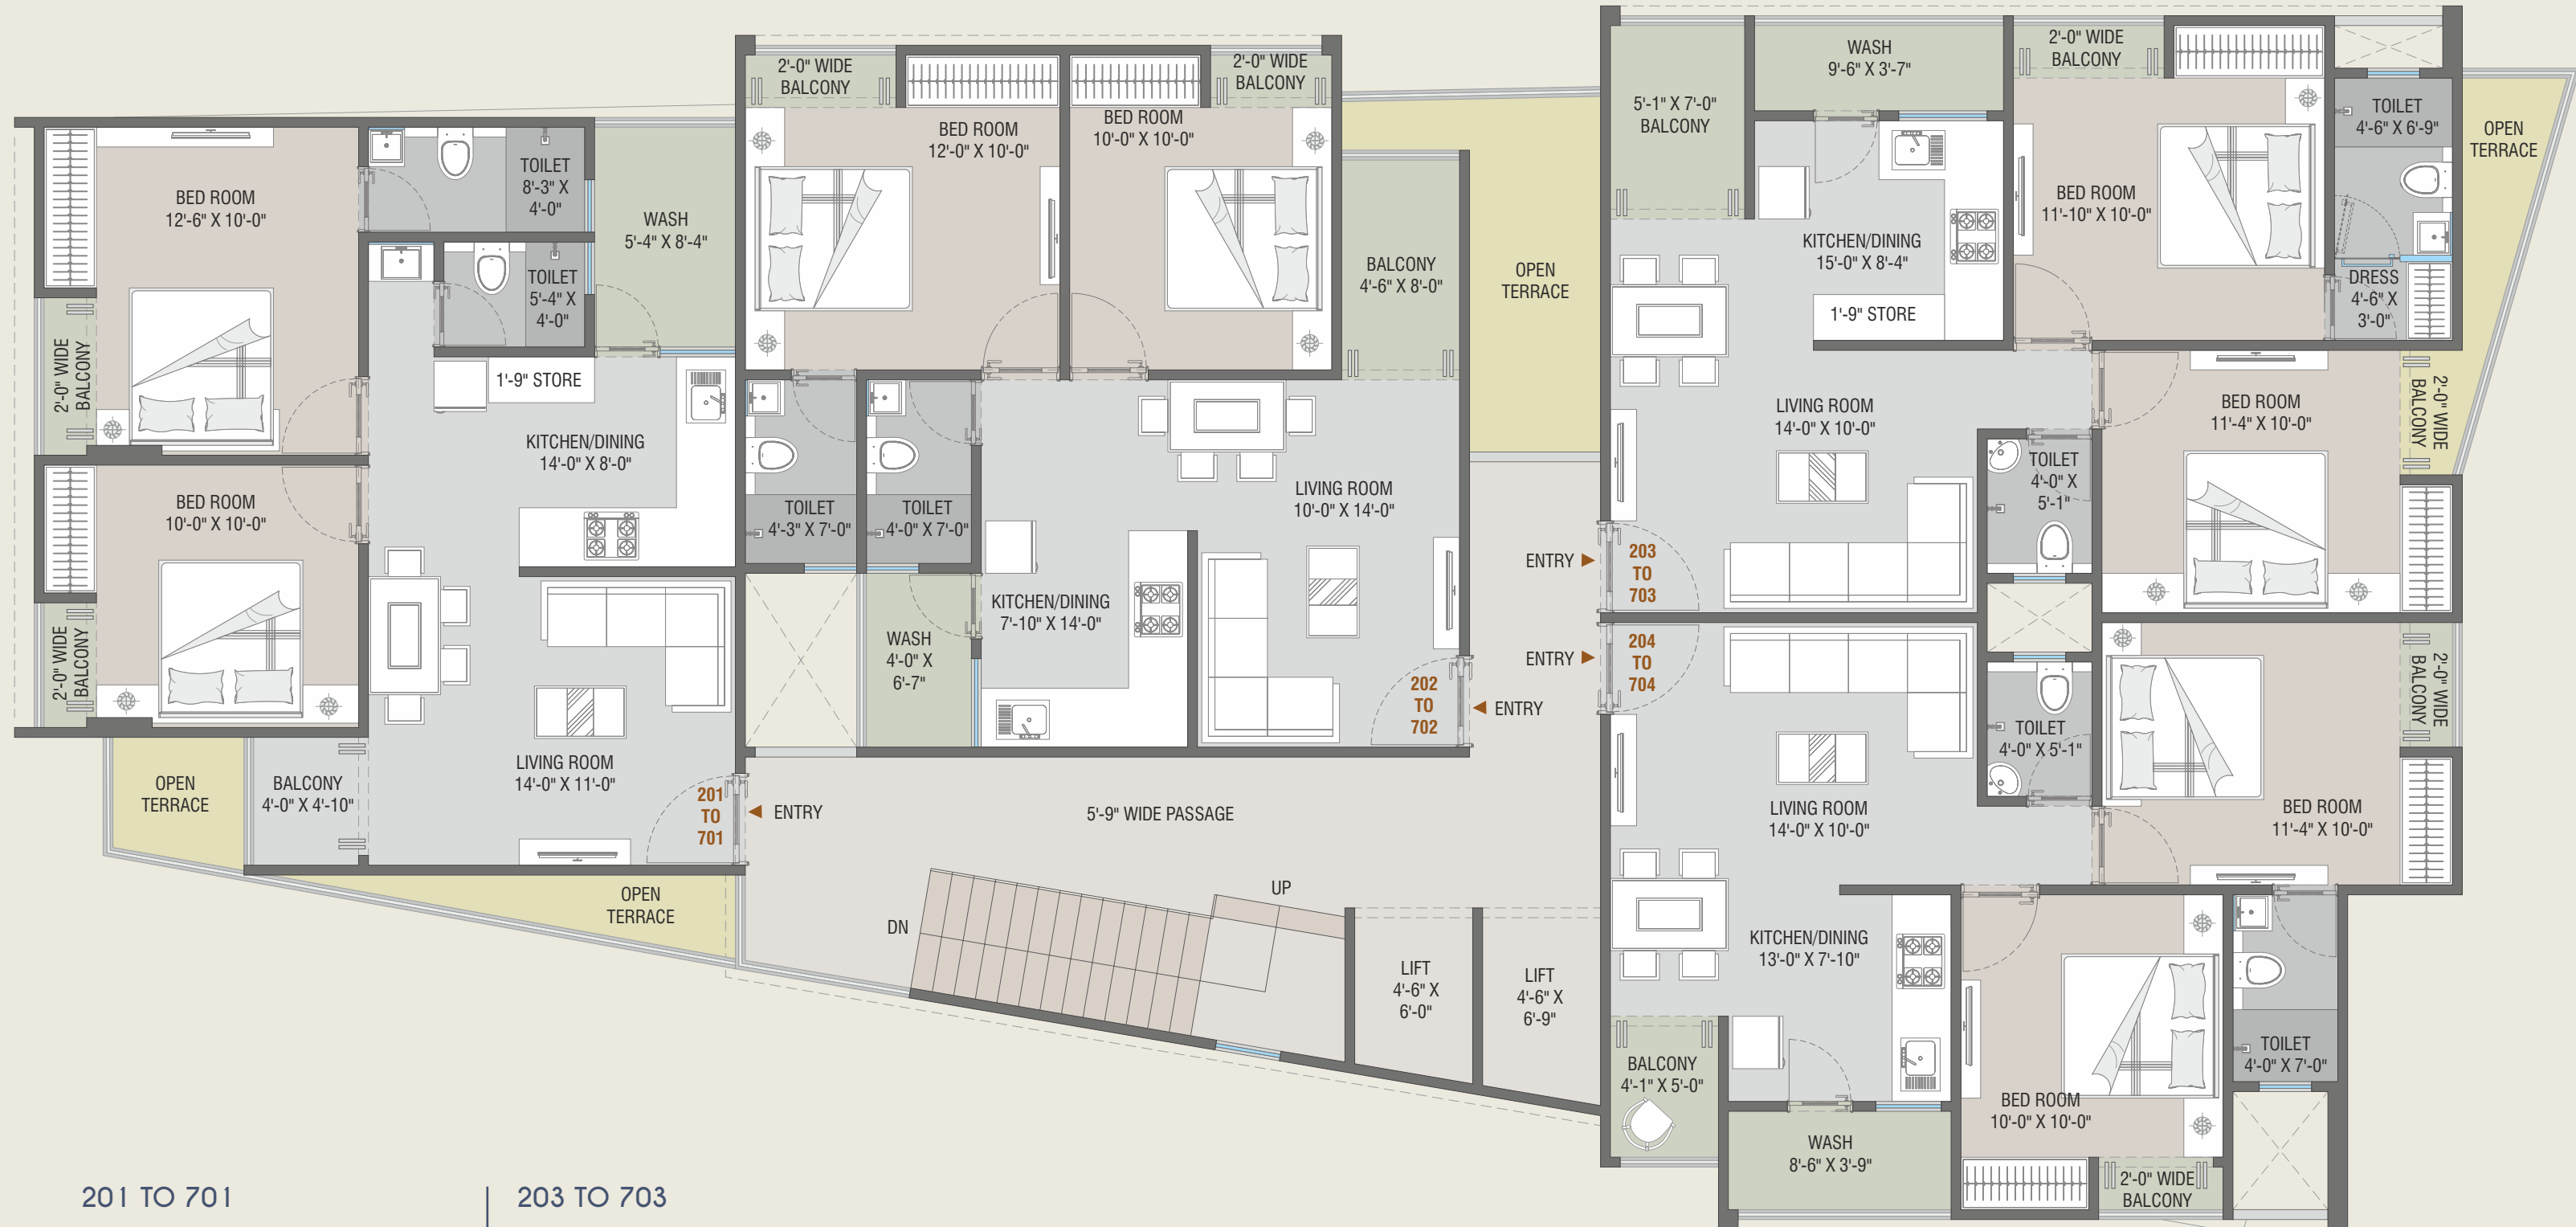 BED ROOM
12'-6" X 10'-0"
TOILET
8'-3" X
4'-0"
WASH
5'-4" X 8'-4"
TOILET
5'-4" X
4'-0"
2'-0" WIDE
BALCONY
1'-9" STORE
KITCHEN/DINING
14'-0" X 8'-0"
BED ROOM
10'-0" X 10'-0"
2'-0" WIDE
BALCONY
LIVING ROOM
14'-0" X 11'-0"
OPEN
TERRACE
BALCONY
4'-0" X 4'-10"
201
TO
701
ENTRY
OPEN
TERRACE
2'-0" WIDE
BALCONY
BED ROOM
12'-0" X 10'-0"
2'-0" WIDE
BALCONY
BED ROOM
10'-0" X 10'-0"
BALCONY
4'-6" X 8'-0"
OPEN
TERRACE
TOILET
4'-3" X 7'-0"
TOILET
4'-0" X 7'-0"
LIVING ROOM
10'-0" X 14'-0"
KITCHEN/DINING
7'-10" X 14'-0"
WASH
4'-0" X
6'-7"
202
TO
702
ENTRY
5'-9" WIDE PASSAGE
UP
DN
LIFT
4'-6" X
6'-0"
LIFT
4'-6" X
6'-9"
5'-1" X 7'-0"
BALCONY
WASH
9'-6" X 3'-7"
2'-0" WIDE
BALCONY
TOILET
4'-6" X 6'-9"
OPEN
TERRACE
BED ROOM
11'-10" X 10'-0"
KITCHEN/DINING
15'-0" X 8'-4"
1'-9" STORE
DRESS
4'-6" X
3'-0"
LIVING ROOM
14'-0" X 10'-0"
BED ROOM
11'-4" X 10'-0"
2'-0" WIDE
BALCONY
TOILET
4'-0" X
5'-1"
ENTRY
203
TO
703
ENTRY
204
TO
704
TOILET
4'-0" X 5'-1"
2'-0" WIDE
BALCONY
LIVING ROOM
14'-0" X 10'-0"
BED ROOM
11'-4" X 10'-0"
KITCHEN/DINING
13'-0" X 7'-10"
BALCONY
4'-1" X 5'-0"
WASH
8'-6" X 3'-9"
BED ROOM
10'-0" X 10'-0"
TOILET
4'-0" X 7'-0"
2'-0" WIDE
BALCONY
201 TO 701
203 TO 703